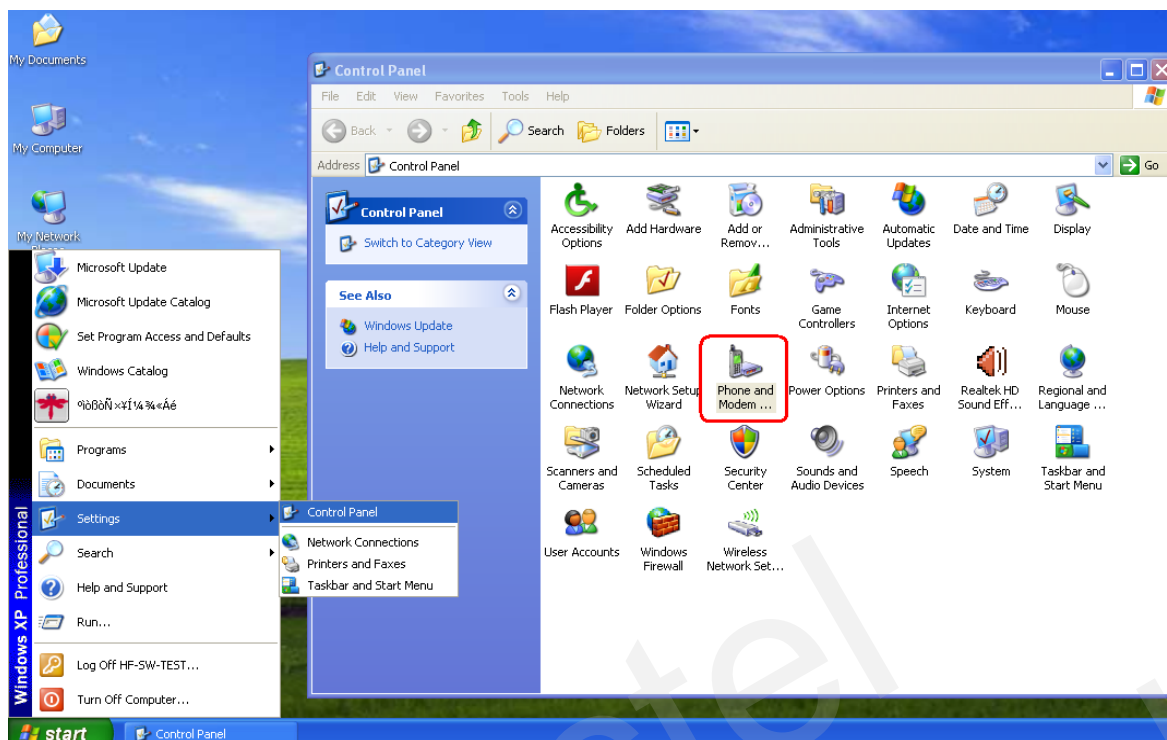 My Documents
My Computer
My Network
Control Panel
File Edit View Favorites Tools Help
Back Search Folders
Address Control Panel Go
Control Panel
Switch to Category View
See Also
Windows Update
Help and Support
Accessibility Options
Add Hardware
Add or Remov...
Administrative Tools
Automatic Updates
Date and Time
Display
Flash Player
Folder Options
Fonts
Game Controllers
Internet Options
Keyboard
Mouse
Network Connections
Network Setup Wizard
Phone and Modem ...
Power Options
Printers and Faxes
Realtek HD Sound Eff...
Regional and Language ...
Scanners and Cameras
Scheduled Tasks
Security Center
Sounds and Audio Devices
Speech
System
Taskbar and Start Menu
User Accounts
Windows Firewall
Wireless Network Set...
Microsoft Update
Microsoft Update Catalog
Set Program Access and Defaults
Windows Catalog
Programs
Documents
Settings
Search
Help and Support
Run...
Log Off HF-SW-TEST...
Turn Off Computer...
Windows XP Professional
Control Panel
Network Connections
Printers and Faxes
Taskbar and Start Menu
start
Control Panel